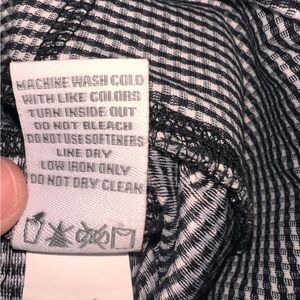 MACHINE WASH COLD
WITH LIKE COLORS
TURN INSIDE OUT
DO NOT BLEACH
DO NOT USE SOFTENERS
LINE DRY
LOW IRON ONLY
DO NOT DRY CLEAN